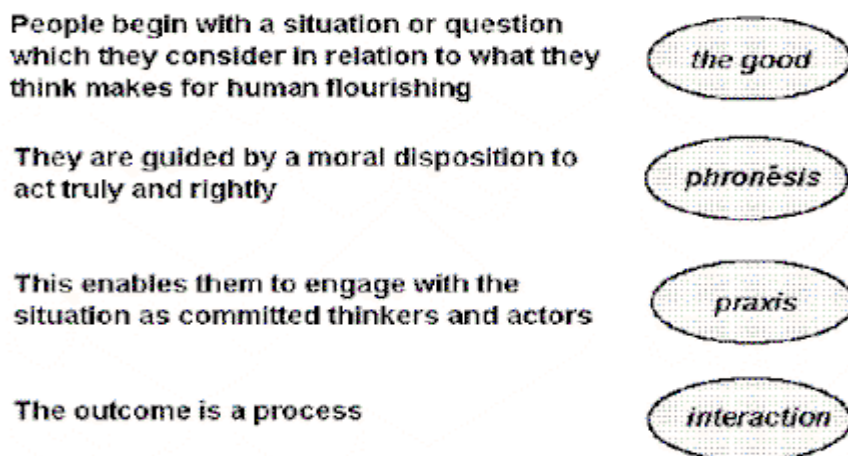 People begin with a situation or question
which they consider in relation to what they
think makes for human flourishing
the good
They are guided by a moral disposition to
act truly and rightly
phronēsis
This enables them to engage with the
situation as committed thinkers and actors
praxis
The outcome is a process
interaction